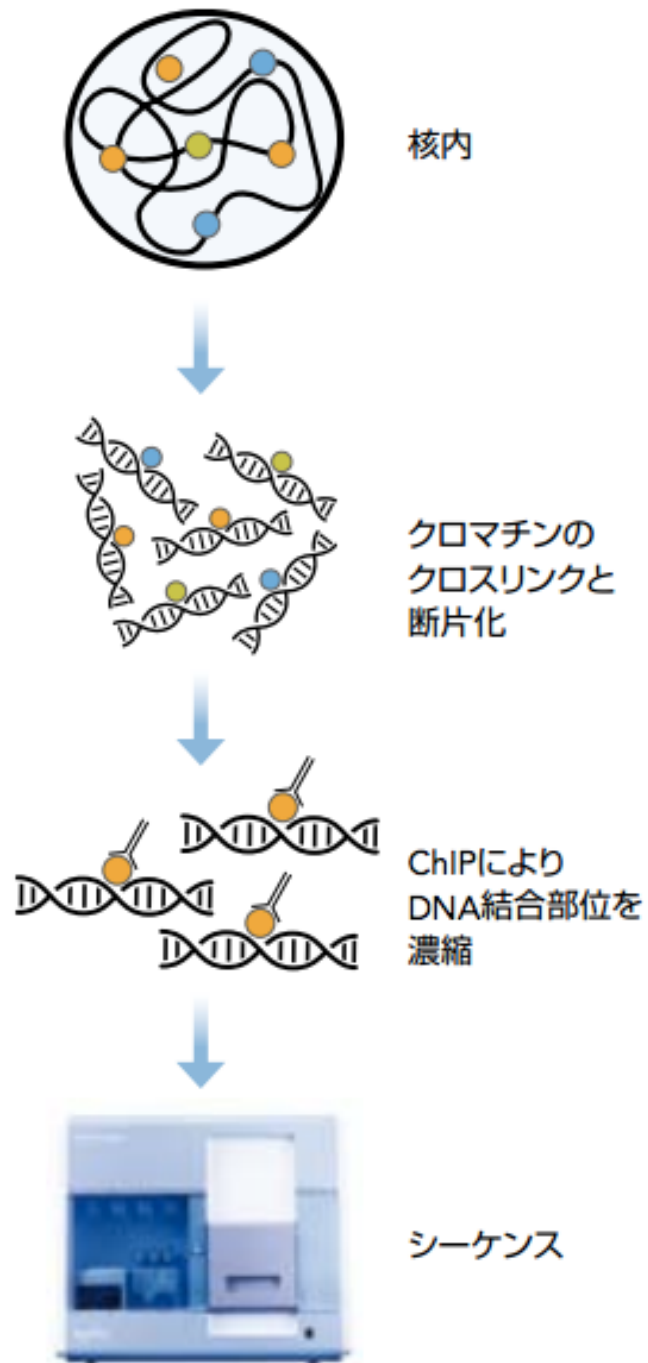 核内
クロマチンの
クロスリンクと
断片化
ChIPにより
DNA結合部位を
濃縮
シーケンス